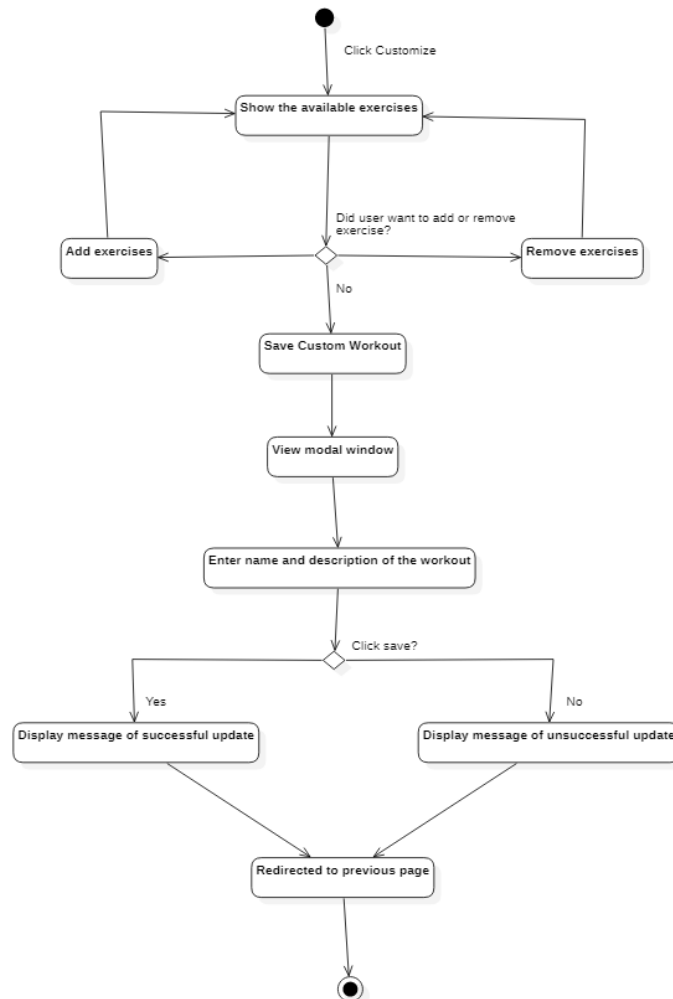 Click Customize
Show the available exercises
Did user want to add or remove
exercise?
Add exercises
Remove exercises
No
Save Custom Workout
View modal window
Enter name and description of the workout
Click save?
Yes
No
Display message of successful update
Display message of unsuccessful update
Redirected to previous page